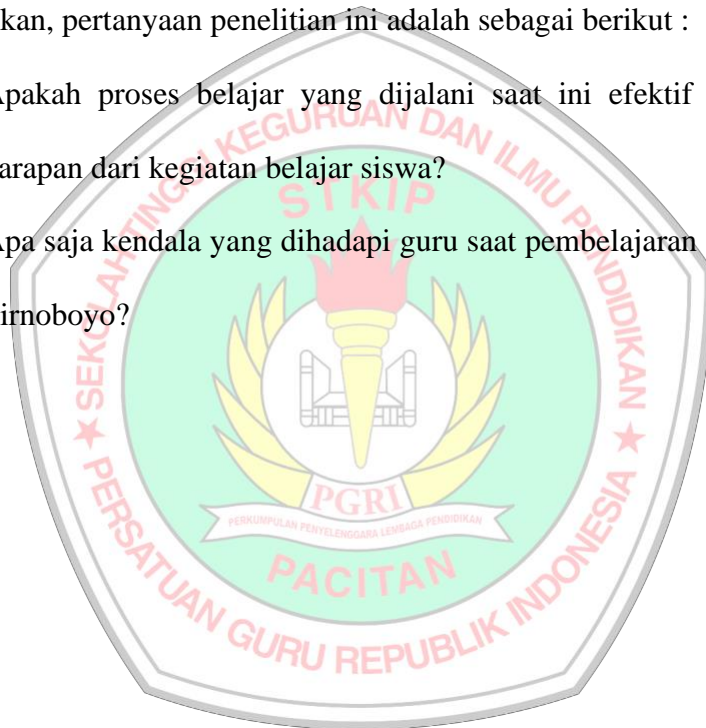 ikan, pertanyaan penelitian ini adalah sebagai berikut :
Apakah proses belajar yang dijalani saat ini efektif
arapan dari kegiatan belajar siswa?
Apa saja kendala yang dihadapi guru saat pembelajaran
irnoboyo?
SEKOLAH TINGGI KEGURUAN DAN ILMU PENDIDIKAN
STKIP
PGRI
PERKUMPULAN PENYELENGGARA LEMBAGA PENDIDIKAN
PACITAN
PERSATUAN GURU REPUBLIK INDONESIA